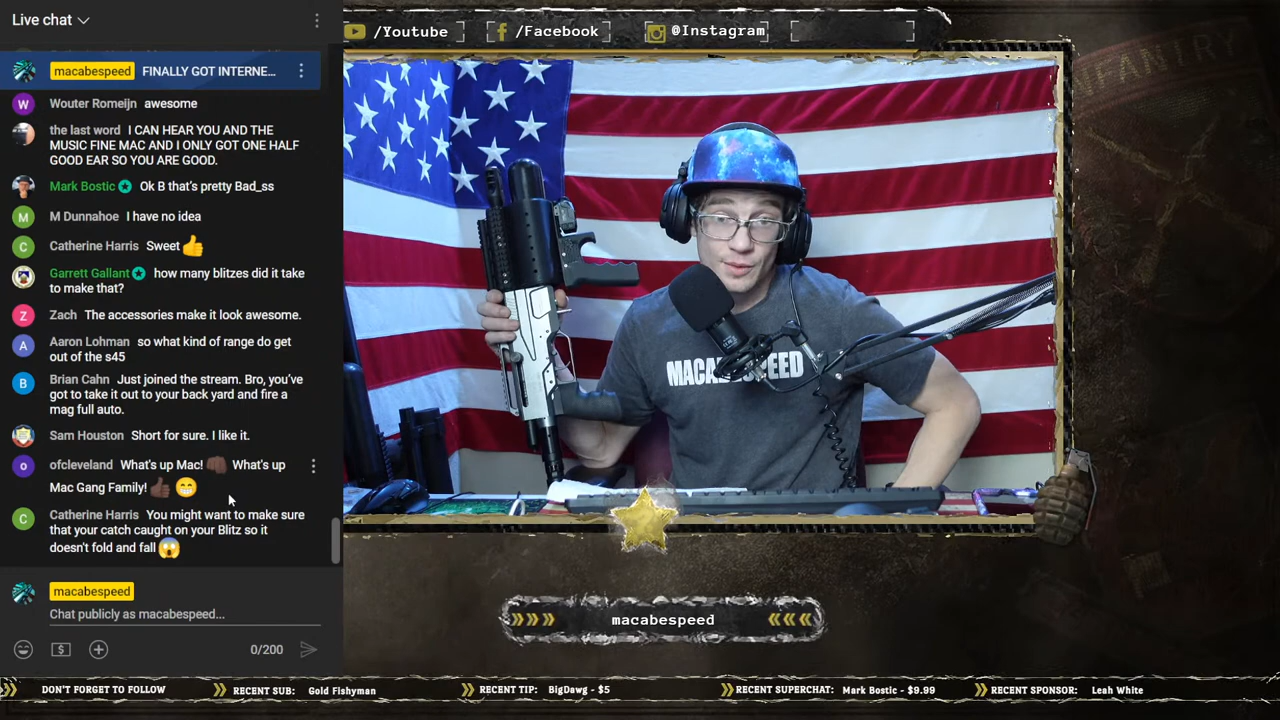 Live chat
macabespeed FINALLY GOT INTERNE...
Wouter Romeijn awesome
the last word I CAN HEAR YOU AND THE
MUSIC FINE MAC AND I ONLY GOT ONE HALF
GOOD EAR SO YOU ARE GOOD.
Mark Bostic Ok B that's pretty Bad_ss
M Dunnahoe I have no idea
Catherine Harris Sweet 👍
Garrett Gallant how many blitzes did it take
to make that?
Zach The accessories make it look awesome.
Aaron Lohman so what kind of range do get
out of the s45
Brian Cahn Just joined the stream. Bro, you've
got to take it out to your back yard and fire a
mag full auto.
Sam Houston Short for sure. I like it.
ofcleveland What's up Mac! 👊🏿 What's up
Mac Gang Family! 👍🏿 😁
Catherine Harris You might want to make sure
that your catch caught on your Blitz so it
doesn't fold and fall 😱
macabespeed
Chat publicly as macabespeed...
0/200
/Youtube
/Facebook
@Instagram
INFANTRY
macabespeed
DON'T FORGET TO FOLLOW
RECENT SUB: Gold Fishyman
RECENT TIP: BigDawg - $5
RECENT SUPERCHAT: Mark Bostic - $9.99
RECENT SPONSOR: Leah White